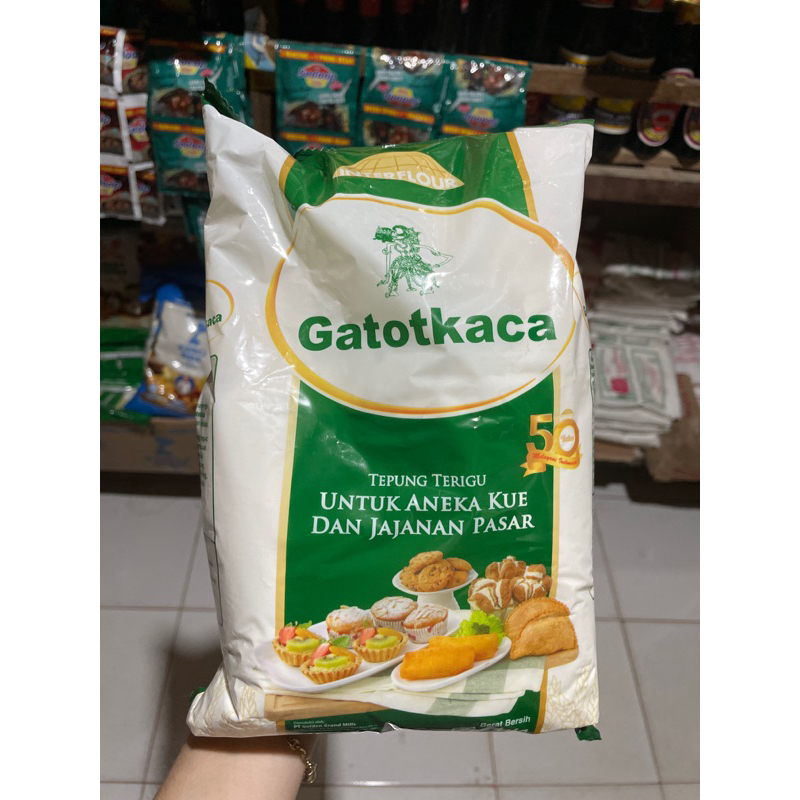 INTERFLOUR
Gatotkaca
50
TEPUNG TERIGU
UNTUK ANEKA KUE
DAN JAJANAN PASAR
Berat Bersih